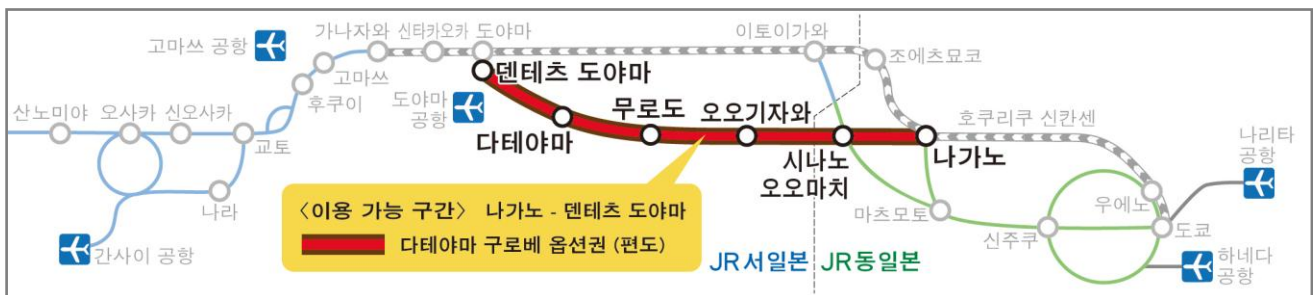 고마쓰 공항
가나자와
신타카오카
도야마
이토이가와
조에츠묘코
고마쓰
후쿠이
도야마
공항
덴테츠 도야마
다테야마
무로도
오오기자와
시나노
오오마치
나가노
호쿠리쿠 신칸센
나리타
공항
산노미야
오사카
신오사카
교토
나라
간사이 공항
마츠모토
신주쿠
우에노
도쿄
하네다
공항
〈이용 가능 구간〉 나가노 - 덴테츠 도야마
다테야마 구로베 옵션권 (편도)
JR서일본
JR동일본